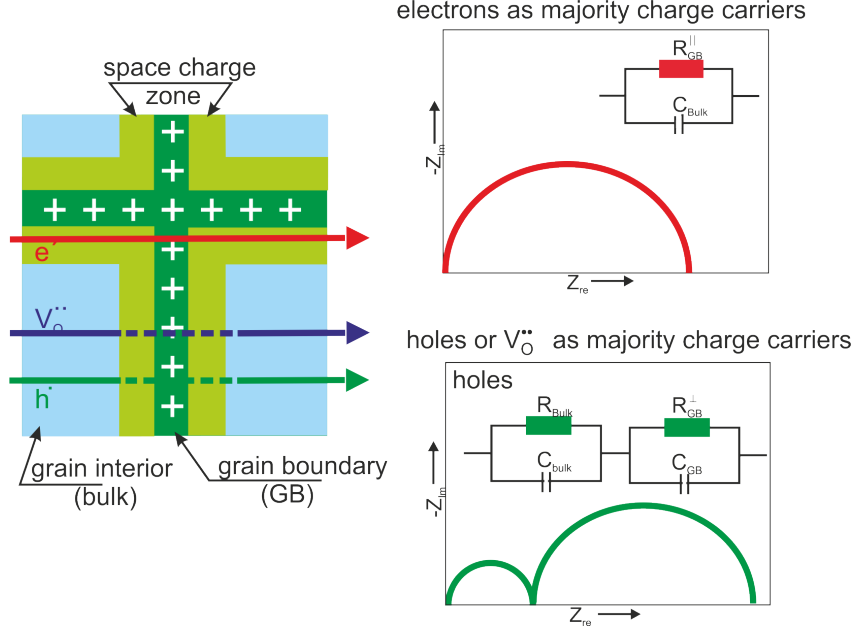 electrons as majority charge carriers
space charge
zone
+ + + + + + + + + + + + + +
e′
V_O^••
h^•
grain interior
(bulk)
grain boundary
(GB)
R_GB^||
C_Bulk
-Z_Im
Z_re
holes or V_O^•• as majority charge carriers
holes
R_Bulk
R_GB^⊥
C_bulk
C_GB
-Z_Im
Z_re